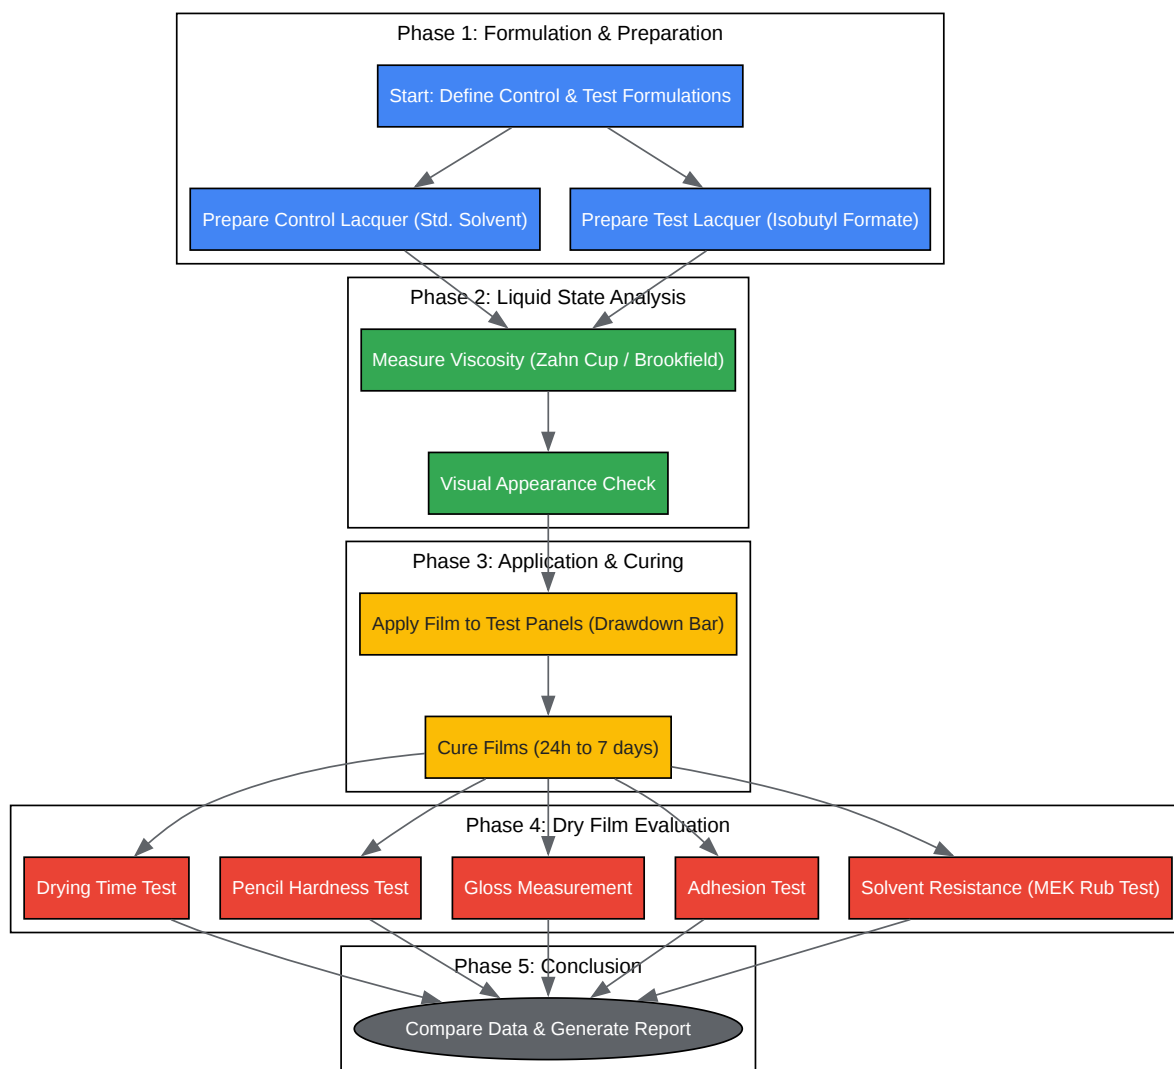 Phase 1: Formulation & Preparation
Start: Define Control & Test Formulations
Prepare Control Lacquer (Std. Solvent)
Prepare Test Lacquer (Isobutyl Formate)
Phase 2: Liquid State Analysis
Measure Viscosity (Zahn Cup / Brookfield)
Visual Appearance Check
Phase 3: Application & Curing
Apply Film to Test Panels (Drawdown Bar)
Cure Films (24h to 7 days)
Phase 4: Dry Film Evaluation
Drying Time Test
Pencil Hardness Test
Gloss Measurement
Adhesion Test
Solvent Resistance (MEK Rub Test)
Phase 5: Conclusion
Compare Data & Generate Report